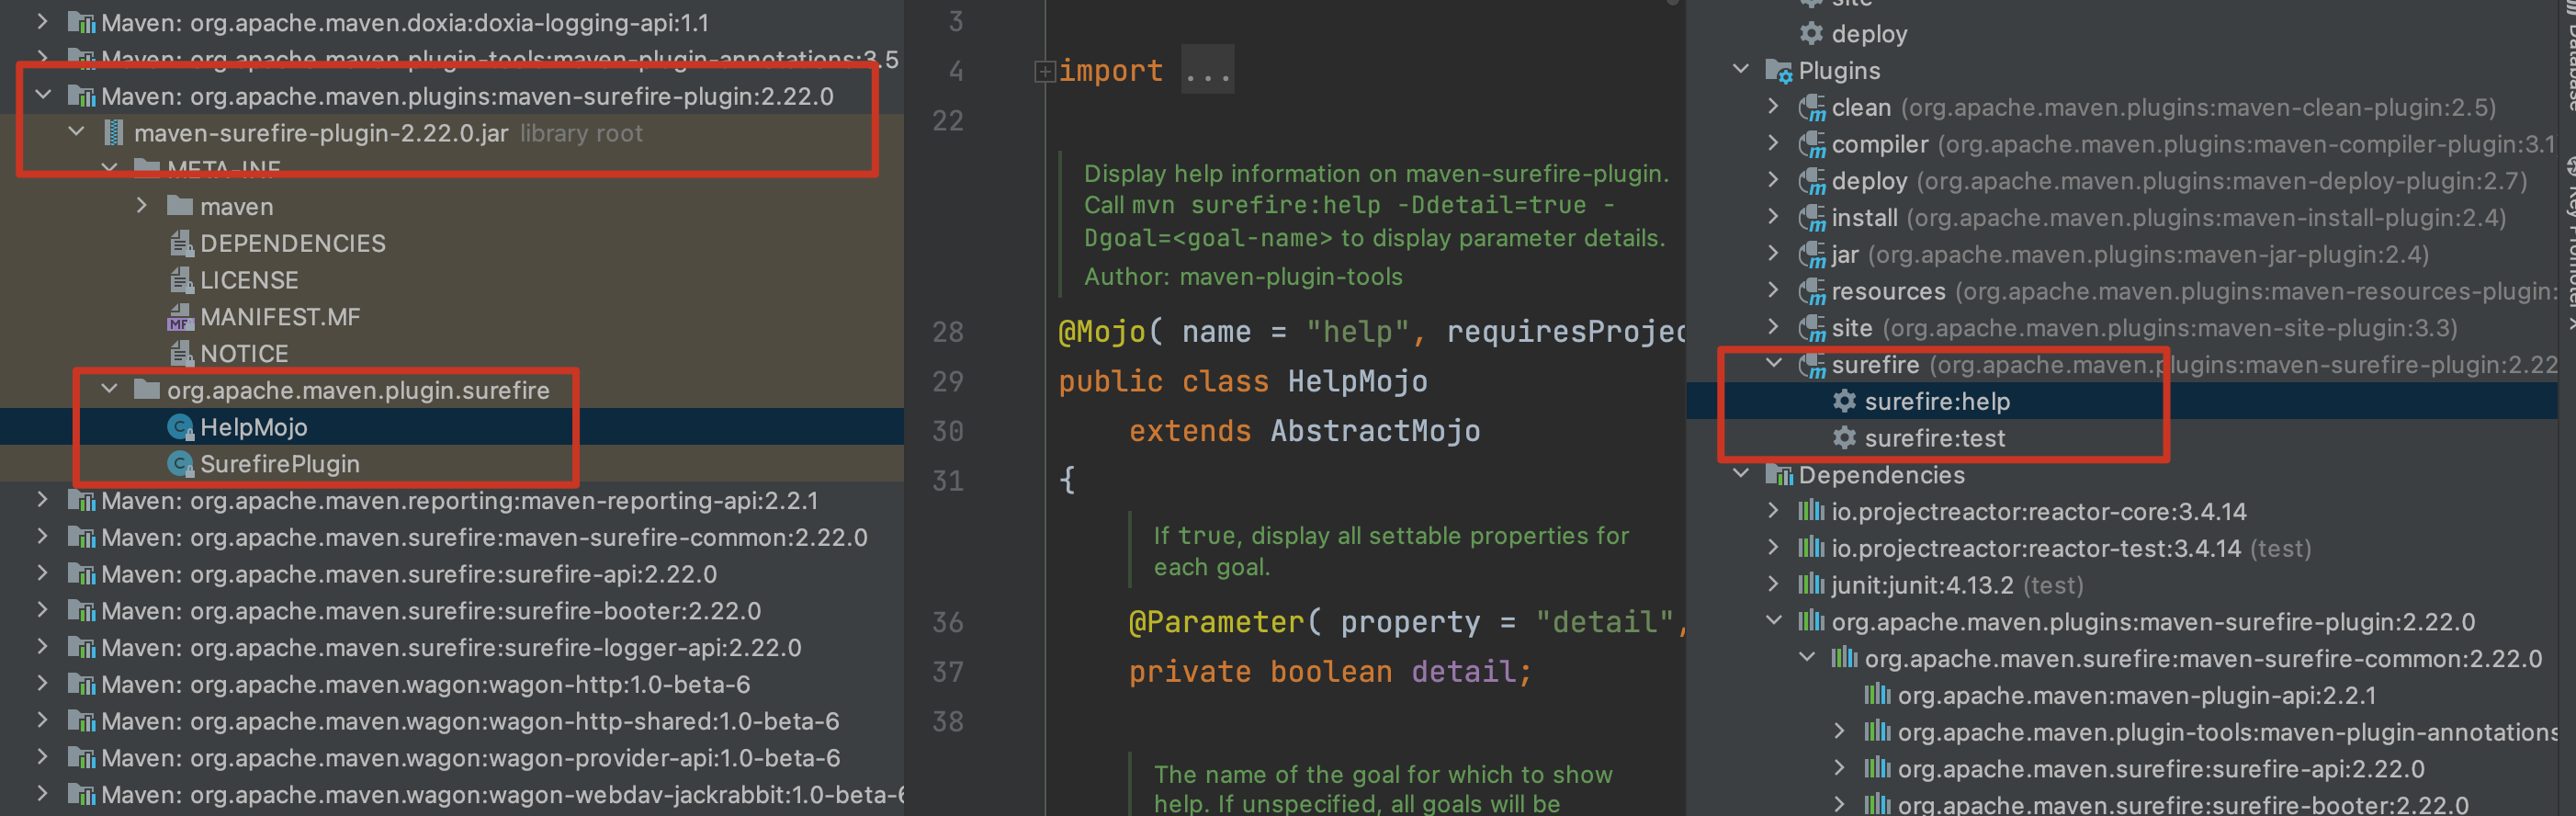 Maven: org.apache.maven.doxia:doxia-logging-api:1.1
Maven: org.apache.maven.plugin-tools:maven-plugin-annotations:3.5
Maven: org.apache.maven.plugins:maven-surefire-plugin:2.22.0
maven-surefire-plugin-2.22.0.jar library root
META-INF
maven
DEPENDENCIES
LICENSE
MANIFEST.MF
NOTICE
org.apache.maven.plugin.surefire
HelpMojo
SurefirePlugin
Maven: org.apache.maven.reporting:maven-reporting-api:2.2.1
Maven: org.apache.maven.surefire:maven-surefire-common:2.22.0
Maven: org.apache.maven.surefire:surefire-api:2.22.0
Maven: org.apache.maven.surefire:surefire-booter:2.22.0
Maven: org.apache.maven.surefire:surefire-logger-api:2.22.0
Maven: org.apache.maven.wagon:wagon-http:1.0-beta-6
Maven: org.apache.maven.wagon:wagon-http-shared:1.0-beta-6
Maven: org.apache.maven.wagon:wagon-provider-api:1.0-beta-6
Maven: org.apache.maven.wagon:wagon-webdav-jackrabbit:1.0-beta-6
3
4 import ...
22
Display help information on maven-surefire-plugin.
Call mvn surefire:help -Ddetail=true -
Dgoal=<goal-name> to display parameter details.
Author: maven-plugin-tools
28 @Mojo( name = "help", requiresProjec
29 public class HelpMojo
30 extends AbstractMojo
31 {
If true, display all settable properties for
each goal.
36 @Parameter( property = "detail",
37 private boolean detail;
38
The name of the goal for which to show
help. If unspecified, all goals will be
site
deploy
Plugins
clean (org.apache.maven.plugins:maven-clean-plugin:2.5)
compiler (org.apache.maven.plugins:maven-compiler-plugin:3.1
deploy (org.apache.maven.plugins:maven-deploy-plugin:2.7)
install (org.apache.maven.plugins:maven-install-plugin:2.4)
jar (org.apache.maven.plugins:maven-jar-plugin:2.4)
resources (org.apache.maven.plugins:maven-resources-plugin:
site (org.apache.maven.plugins:maven-site-plugin:3.3)
surefire (org.apache.maven.plugins:maven-surefire-plugin:2.22
surefire:help
surefire:test
Dependencies
io.projectreactor:reactor-core:3.4.14
io.projectreactor:reactor-test:3.4.14 (test)
junit:junit:4.13.2 (test)
org.apache.maven.plugins:maven-surefire-plugin:2.22.0
org.apache.maven.surefire:maven-surefire-common:2.22.0
org.apache.maven:maven-plugin-api:2.2.1
org.apache.maven.plugin-tools:maven-plugin-annotations
org.apache.maven.surefire:surefire-api:2.22.0
org.apache.maven.surefire:surefire-booter:2.22.0
Database
Key Promoter X